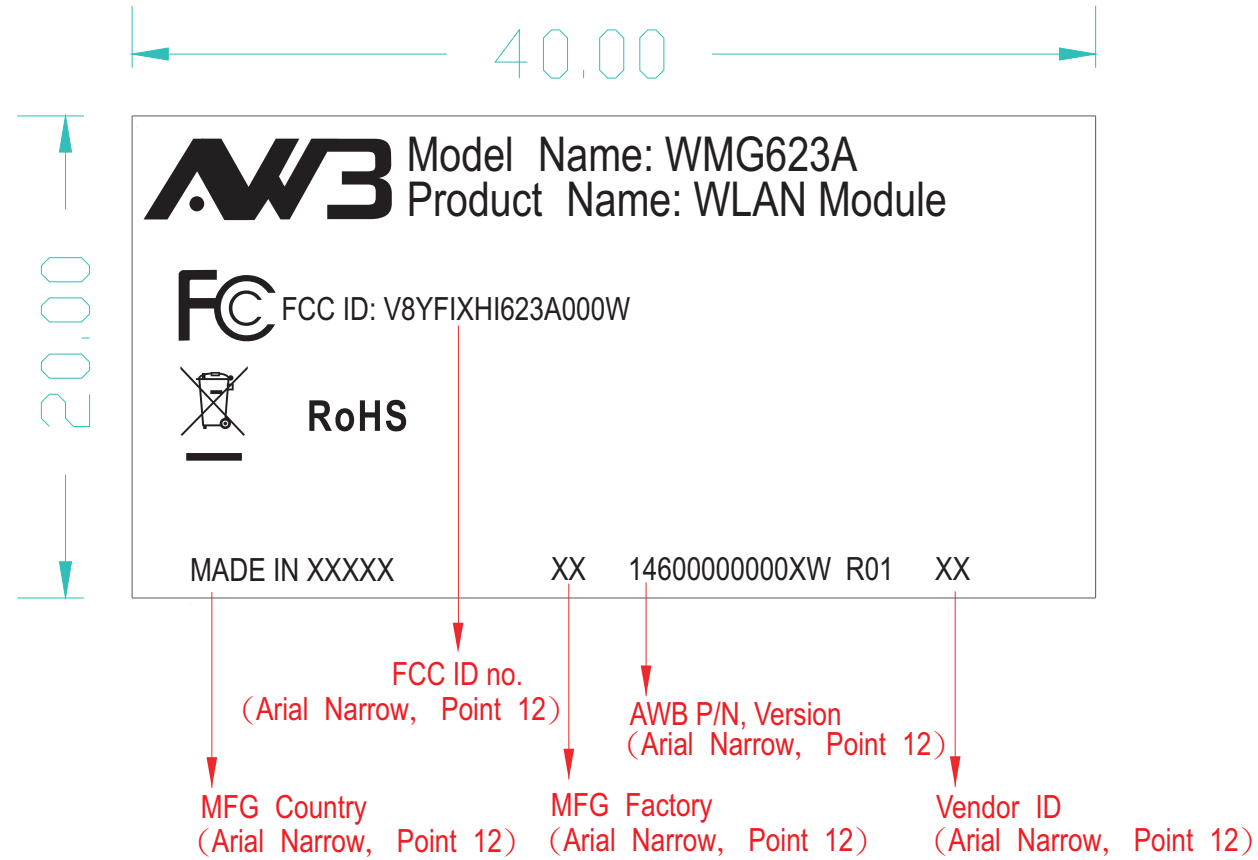 40.00
20.00
AWB Model Name: WMG623A
Product Name: WLAN Module
FC FCC ID: V8YFIXHI623A000W
RoHS
MADE IN XXXXX XX 14600000000XW R01 XX
FCC ID no.
(Arial Narrow, Point 12)
AWB P/N, Version
(Arial Narrow, Point 12)
MFG Country
(Arial Narrow, Point 12)
MFG Factory
(Arial Narrow, Point 12)
Vendor ID
(Arial Narrow, Point 12)